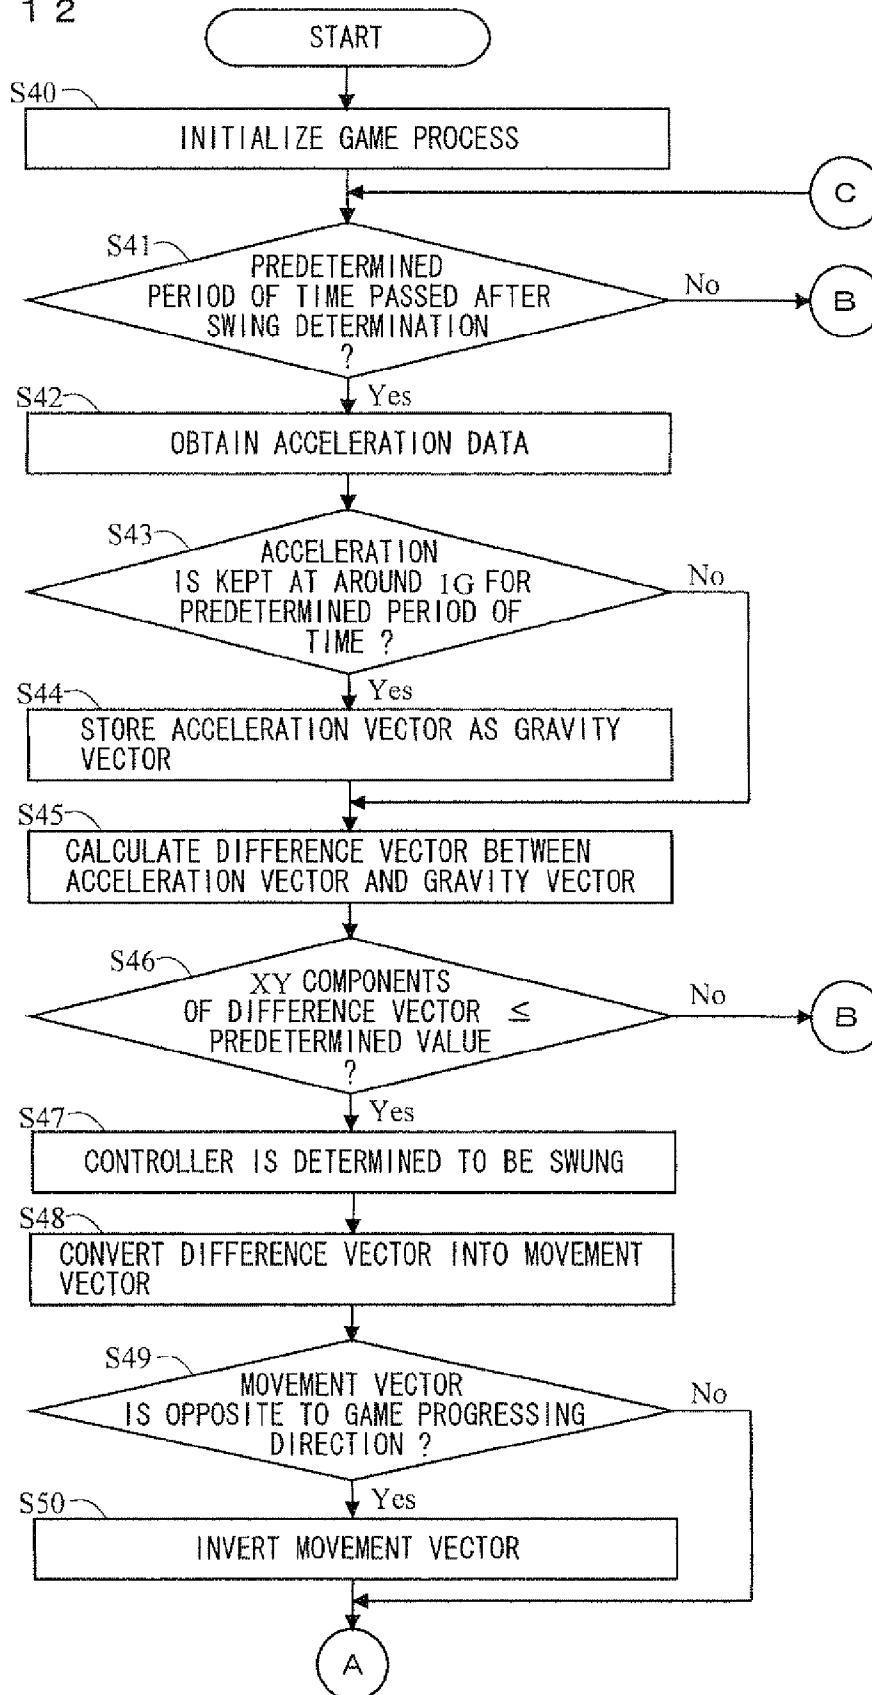 12
START
S40
INITIALIZE GAME PROCESS
C
S41
PREDETERMINED
PERIOD OF TIME PASSED AFTER
SWING DETERMINATION
?
No
B
Yes
S42
OBTAIN ACCELERATION DATA
S43
ACCELERATION
IS KEPT AT AROUND 1G FOR
PREDETERMINED PERIOD OF
TIME ?
No
Yes
S44
STORE ACCELERATION VECTOR AS GRAVITY
VECTOR
S45
CALCULATE DIFFERENCE VECTOR BETWEEN
ACCELERATION VECTOR AND GRAVITY VECTOR
S46
XY COMPONENTS
OF DIFFERENCE VECTOR ≤
PREDETERMINED VALUE
?
No
B
Yes
S47
CONTROLLER IS DETERMINED TO BE SWUNG
S48
CONVERT DIFFERENCE VECTOR INTO MOVEMENT
VECTOR
S49
MOVEMENT VECTOR
IS OPPOSITE TO GAME PROGRESSING
DIRECTION ?
No
Yes
S50
INVERT MOVEMENT VECTOR
A